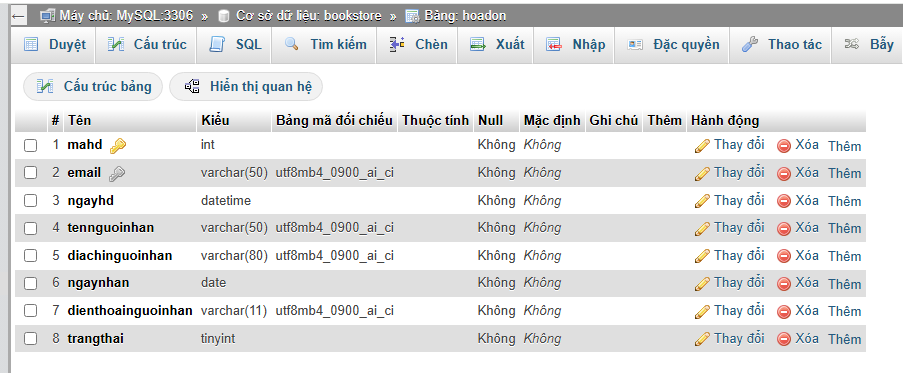 Máy chủ: MySQL:3306 » Cơ sở dữ liệu: bookstore » Bảng: hoadon
Duyệt Cấu trúc SQL Tìm kiếm Chèn Xuất Nhập Đặc quyền Thao tác Bẫy
Cấu trúc bảng Hiển thị quan hệ
# Tên Kiểu Bảng mã đối chiếu Thuộc tính Null Mặc định Ghi chú Thêm Hành động
1 mahd int Không Không Thay đổi Xóa Thêm
2 email varchar(50) utf8mb4_0900_ai_ci Không Không Thay đổi Xóa Thêm
3 ngayhd datetime Không Không Thay đổi Xóa Thêm
4 tennguoinhan varchar(50) utf8mb4_0900_ai_ci Không Không Thay đổi Xóa Thêm
5 diachinguoinhan varchar(80) utf8mb4_0900_ai_ci Không Không Thay đổi Xóa Thêm
6 ngaynhan date Không Không Thay đổi Xóa Thêm
7 dienthoainguoinhan varchar(11) utf8mb4_0900_ai_ci Không Không Thay đổi Xóa Thêm
8 trangthai tinyint Không Không Thay đổi Xóa Thêm